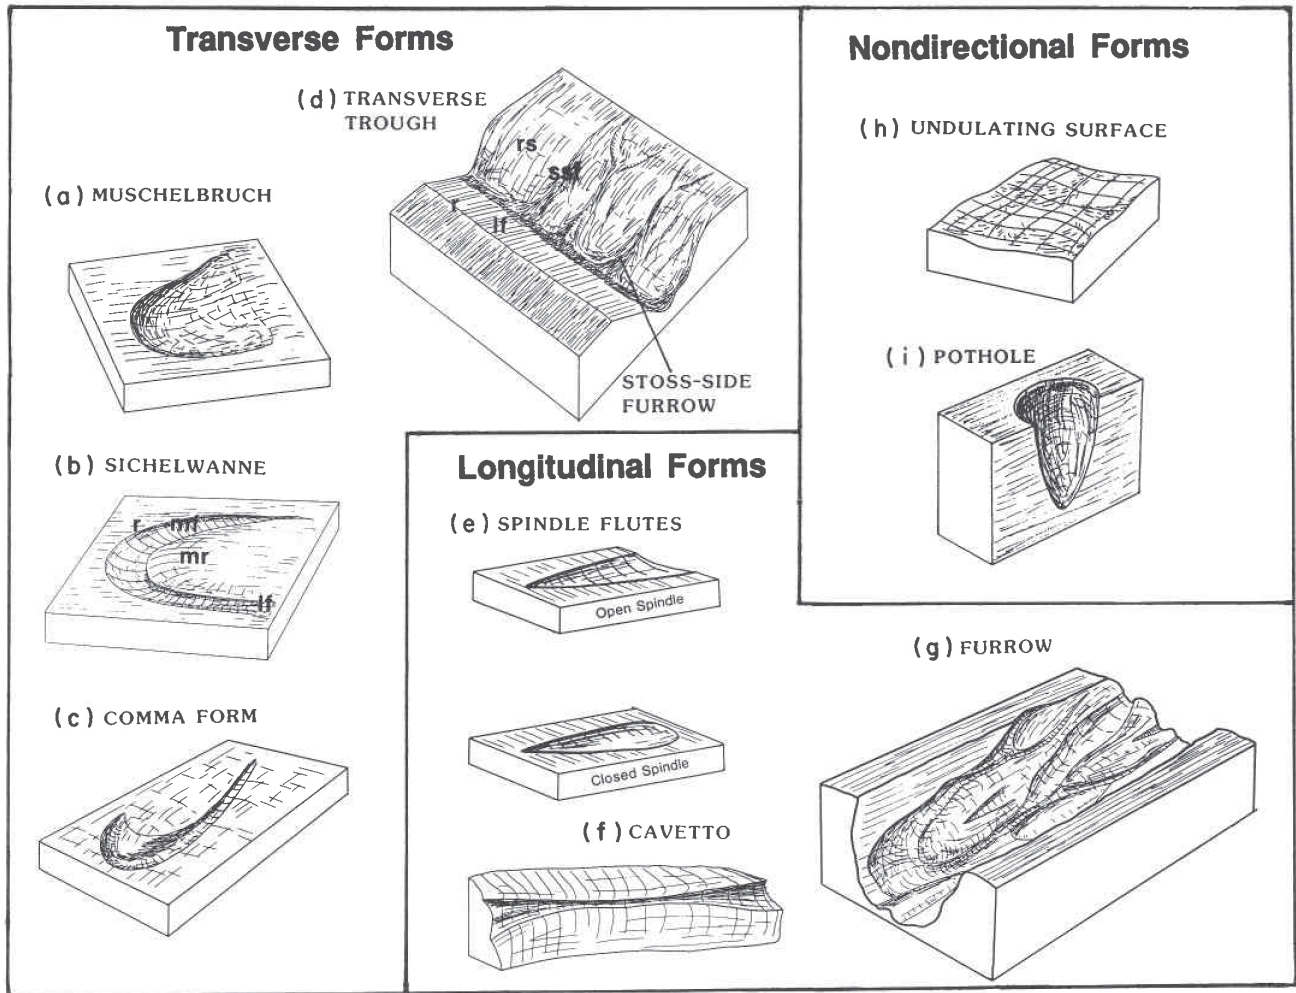 Transverse Forms
(a) MUSCHELBRUCH
(b) SICHELWANNE
r
mf
mr
lf
(c) COMMA FORM
(d) TRANSVERSE
TROUGH
rs
ssf
r
lf
STOSS-SIDE
FURROW
Longitudinal Forms
(e) SPINDLE FLUTES
Open Spindle
Closed Spindle
(f) CAVETTO
(g) FURROW
Nondirectional Forms
(h) UNDULATING SURFACE
(i) POTHOLE